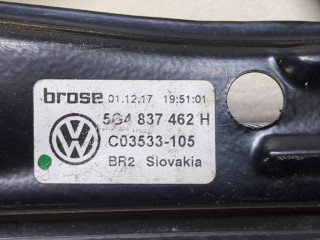 brose 01.12.17 19:51:01
5G4 837 462 H
C03533-105
BR2 Slovakia